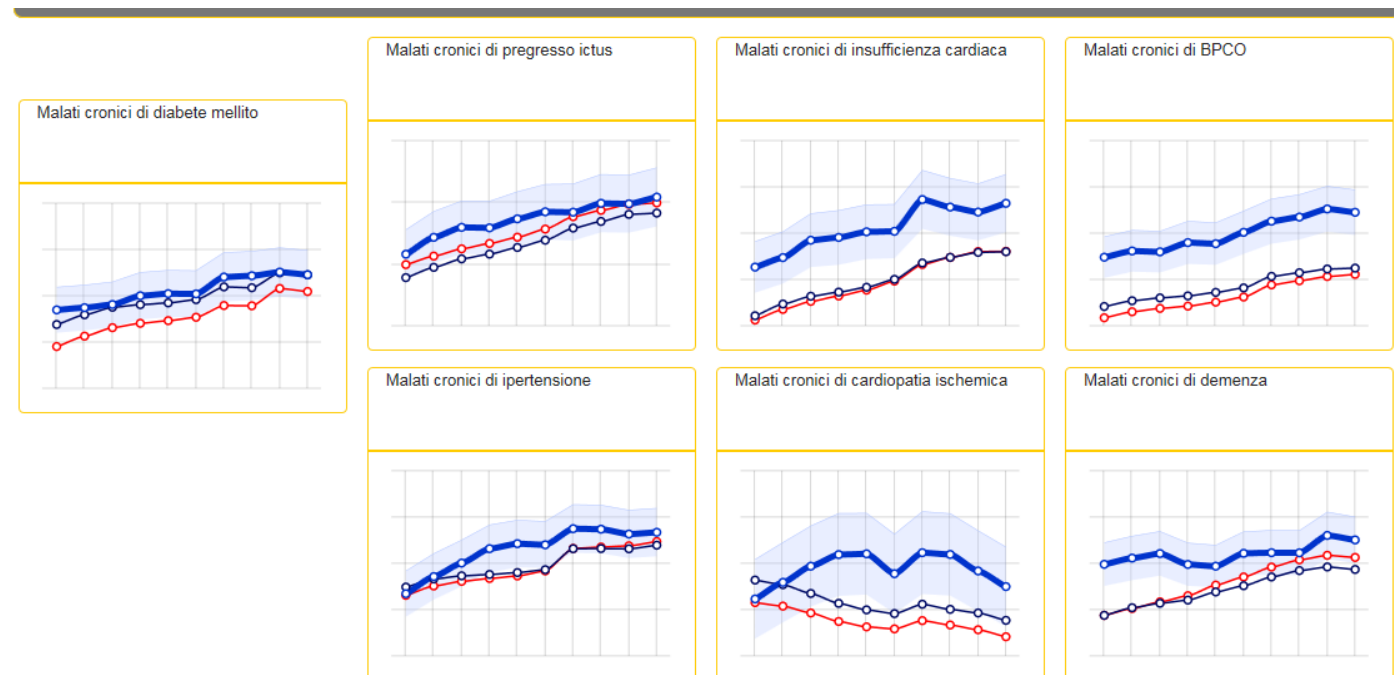 Malati cronici di pregresso ictus
Malati cronici di insufficienza cardiaca
Malati cronici di BPCO
Malati cronici di diabete mellito
Malati cronici di ipertensione
Malati cronici di cardiopatia ischemica
Malati cronici di demenza